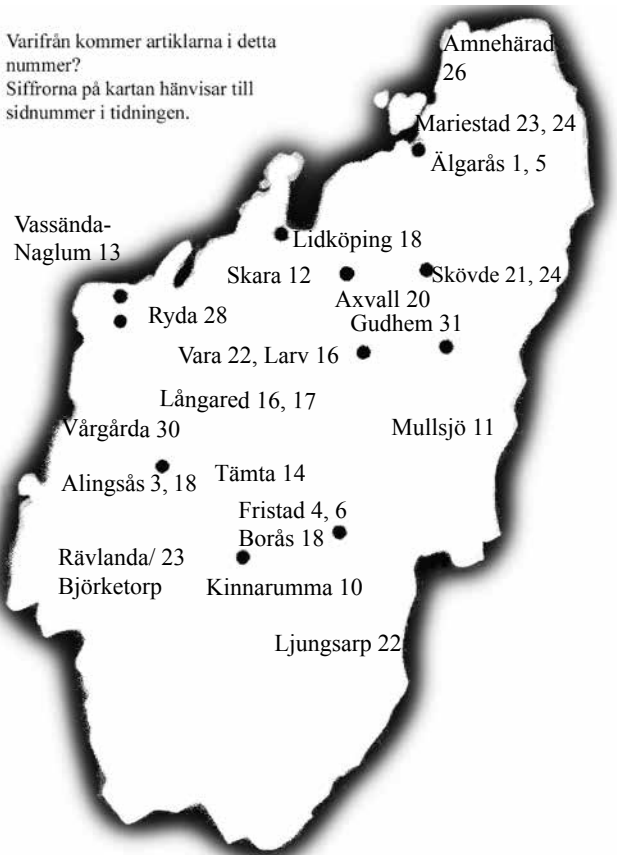 Varifrån kommer artiklarna i detta
nummer?
Siffrorna på kartan hänvisar till
sidnummer i tidningen.
Amnehärad
26
Mariestad 23, 24
Älgarås 1, 5
Vassända-
Naglum 13
Lidköping 18
Skara 12
Skövde 21, 24
Axvall 20
Ryda 28
Gudhem 31
Vara 22, Larv 16
Långared 16, 17
Vårgårda 30
Mullsjö 11
Alingsås 3, 18
Tämta 14
Fristad 4, 6
Borås 18
Rävlanda/ 23
Björketorp
Kinnarumma 10
Ljungsarp 22